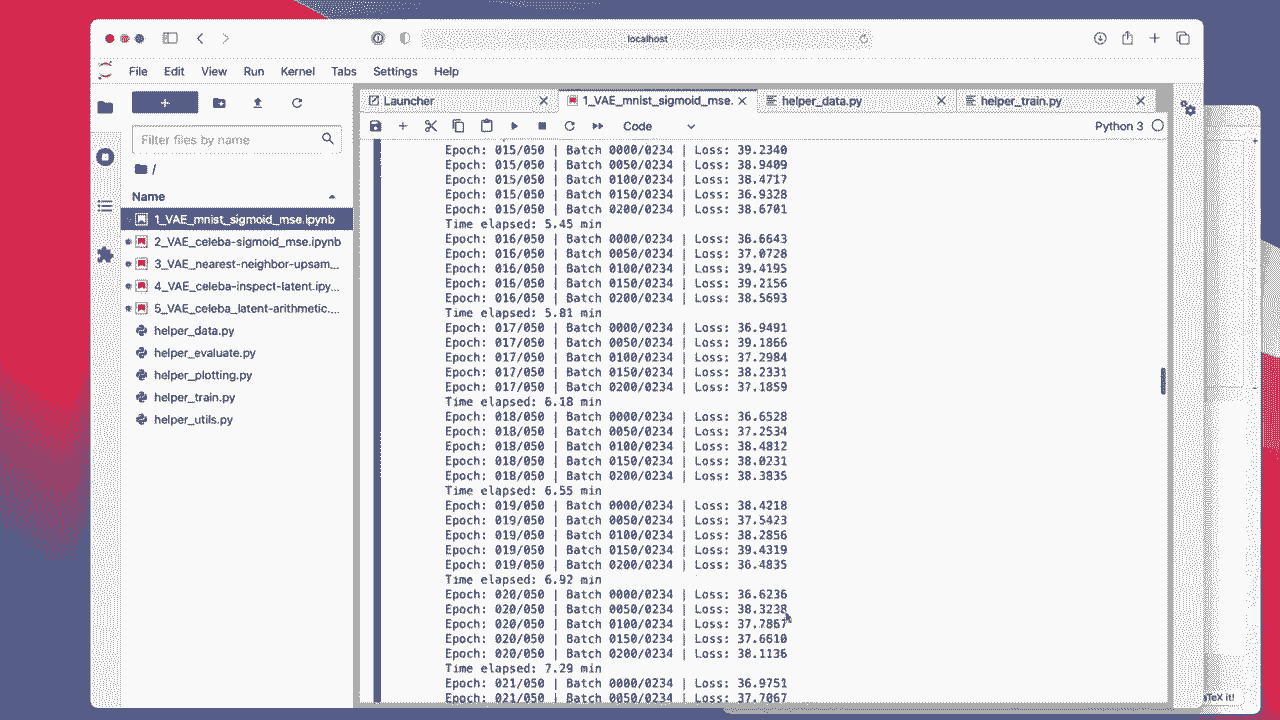 localhost
File Edit View Run Kernel Tabs Settings Help
+
Filter files by name
/
Name
1_VAE_mnist_sigmoid_mse.ipynb
2_VAE_celeba-sigmoid_mse.ipynb
3_VAE_nearest-neighbor-upsam...
4_VAE_celeba-inspect-latent.ipy...
5_VAE_celeba_latent-arithmetic....
helper_data.py
helper_evaluate.py
helper_plotting.py
helper_train.py
helper_utils.py
Launcher
1_VAE_mnist_sigmoid_mse.
helper_data.py
helper_train.py
Code
Python 3
Epoch: 015/050 | Batch 0000/0234 | Loss: 39.2340
Epoch: 015/050 | Batch 0050/0234 | Loss: 38.9409
Epoch: 015/050 | Batch 0100/0234 | Loss: 38.4717
Epoch: 015/050 | Batch 0150/0234 | Loss: 36.9328
Epoch: 015/050 | Batch 0200/0234 | Loss: 38.6701
Time elapsed: 5.45 min
Epoch: 016/050 | Batch 0000/0234 | Loss: 36.6643
Epoch: 016/050 | Batch 0050/0234 | Loss: 37.0728
Epoch: 016/050 | Batch 0100/0234 | Loss: 39.4195
Epoch: 016/050 | Batch 0150/0234 | Loss: 39.2156
Epoch: 016/050 | Batch 0200/0234 | Loss: 38.5693
Time elapsed: 5.81 min
Epoch: 017/050 | Batch 0000/0234 | Loss: 36.9491
Epoch: 017/050 | Batch 0050/0234 | Loss: 39.1866
Epoch: 017/050 | Batch 0100/0234 | Loss: 37.2984
Epoch: 017/050 | Batch 0150/0234 | Loss: 38.2331
Epoch: 017/050 | Batch 0200/0234 | Loss: 37.1859
Time elapsed: 6.18 min
Epoch: 018/050 | Batch 0000/0234 | Loss: 36.6528
Epoch: 018/050 | Batch 0050/0234 | Loss: 37.2534
Epoch: 018/050 | Batch 0100/0234 | Loss: 38.4812
Epoch: 018/050 | Batch 0150/0234 | Loss: 38.0231
Epoch: 018/050 | Batch 0200/0234 | Loss: 38.3835
Time elapsed: 6.55 min
Epoch: 019/050 | Batch 0000/0234 | Loss: 38.4218
Epoch: 019/050 | Batch 0050/0234 | Loss: 37.5423
Epoch: 019/050 | Batch 0100/0234 | Loss: 38.2856
Epoch: 019/050 | Batch 0150/0234 | Loss: 39.4319
Epoch: 019/050 | Batch 0200/0234 | Loss: 36.4835
Time elapsed: 6.92 min
Epoch: 020/050 | Batch 0000/0234 | Loss: 36.6236
Epoch: 020/050 | Batch 0050/0234 | Loss: 38.3238
Epoch: 020/050 | Batch 0100/0234 | Loss: 37.7867
Epoch: 020/050 | Batch 0150/0234 | Loss: 37.6610
Epoch: 020/050 | Batch 0200/0234 | Loss: 38.1136
Time elapsed: 7.29 min
Epoch: 021/050 | Batch 0000/0234 | Loss: 36.9751
Epoch: 021/050 | Batch 0050/0234 | Loss: 37.7067
TeX it!